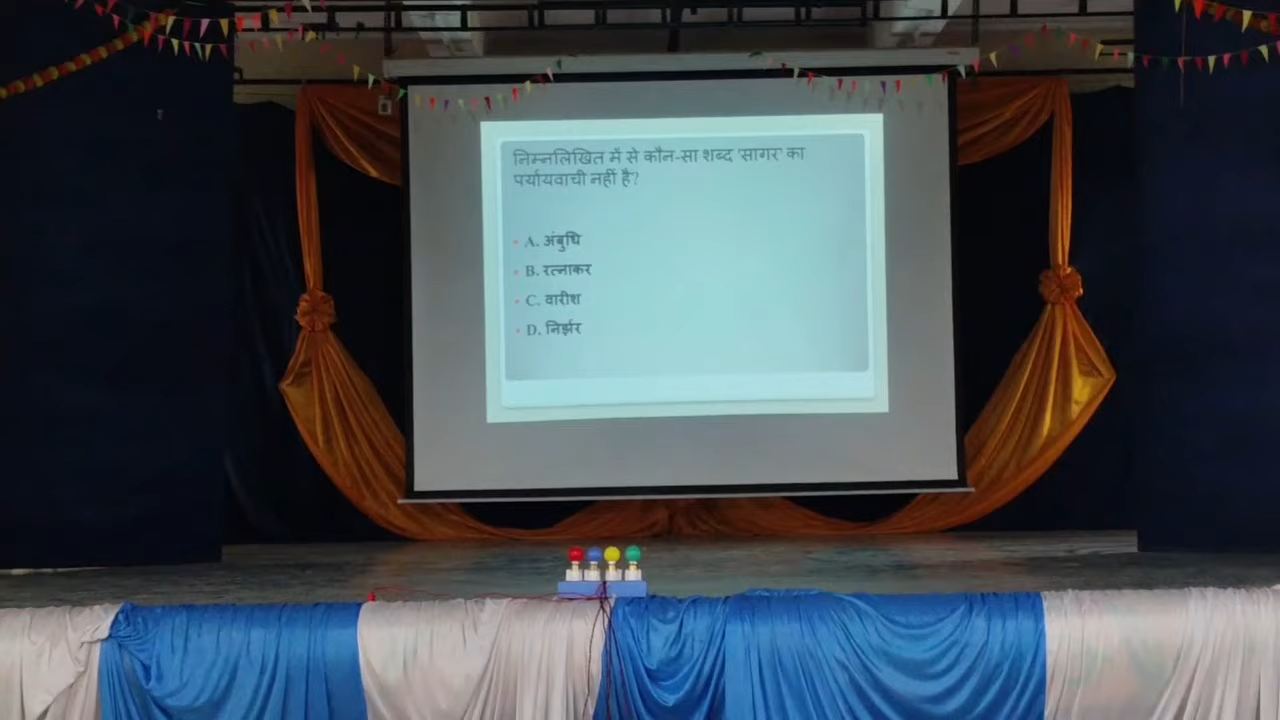 निम्नलिखित में से कौन-सा शब्द 'सागर' का
पर्यायवाची नहीं है?
A. अंबुधि
B. रत्नाकर
C. वारीश
D. निर्झर